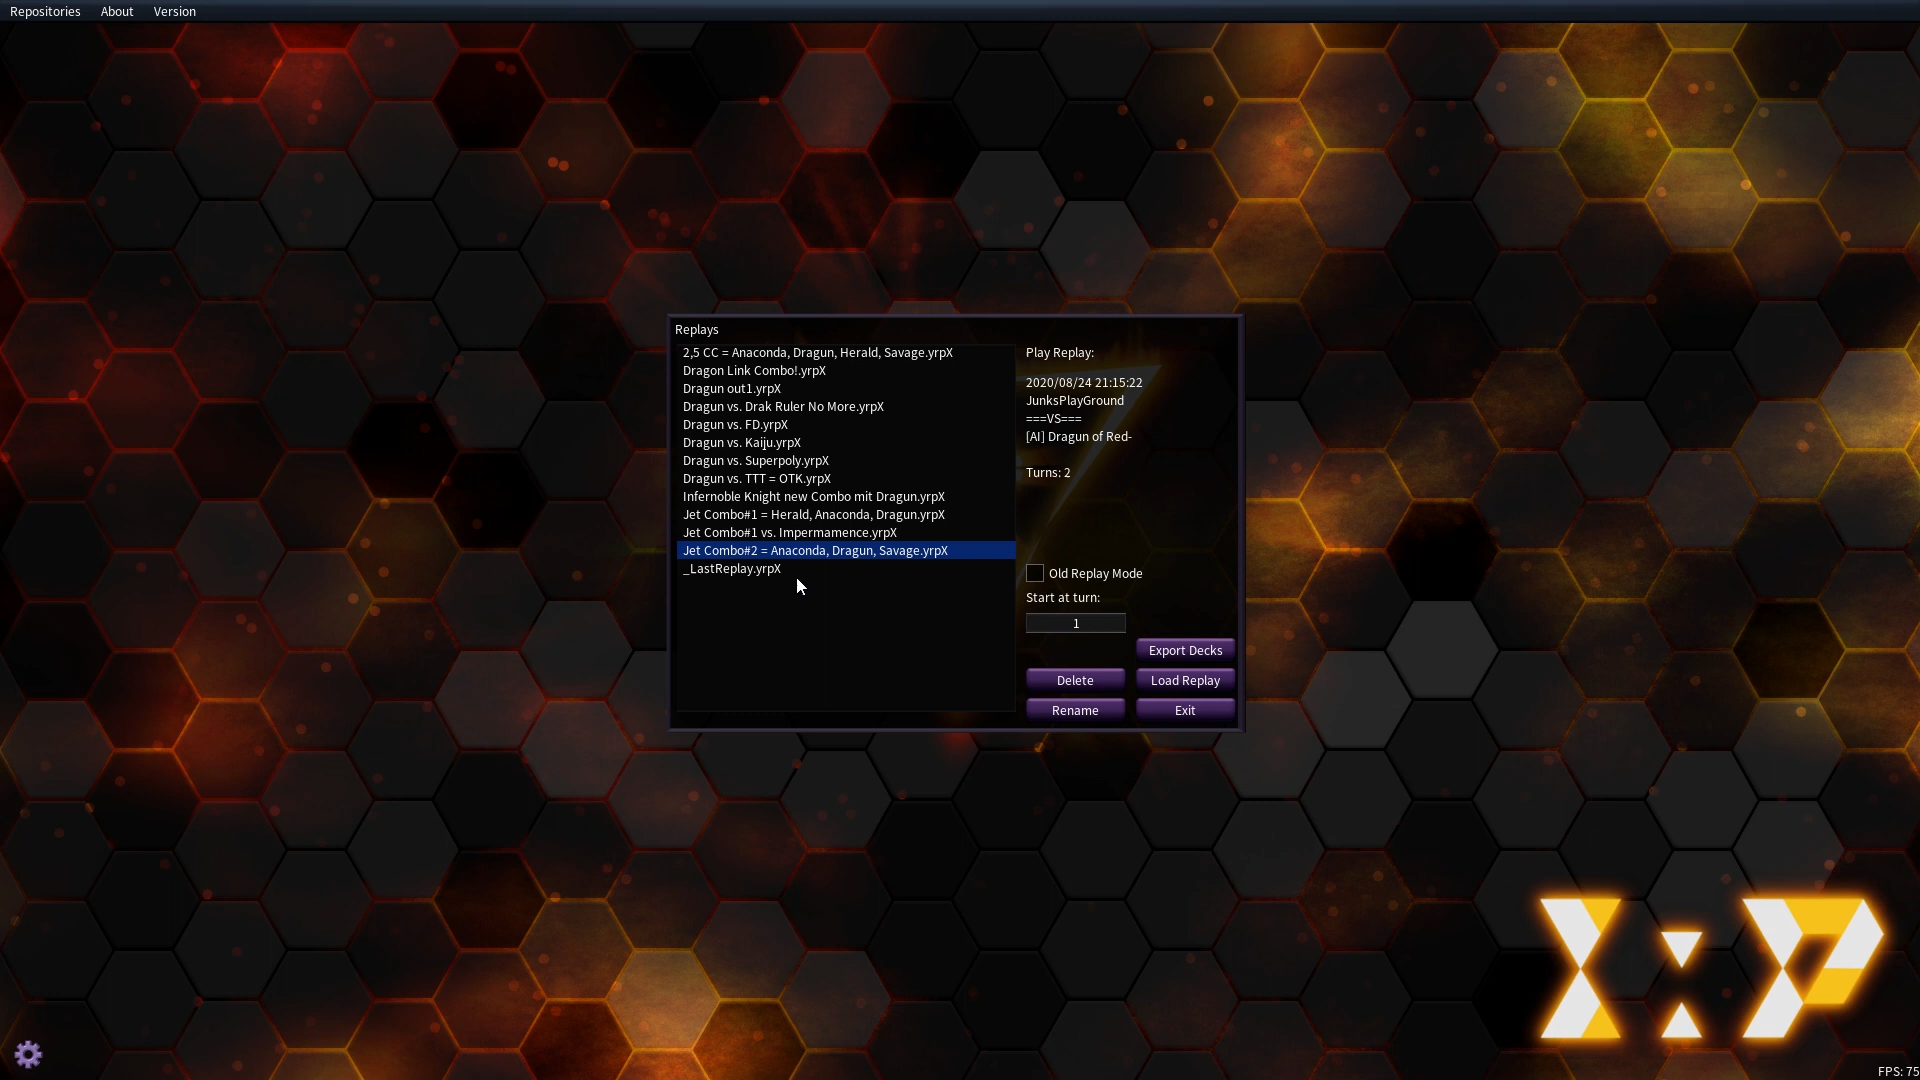 Repositories About Version
Replays
2,5 CC = Anaconda, Dragun, Herald, Savage.yrpX
Dragon Link Combo!.yrpX
Dragun out1.yrpX
Dragun vs. Drak Ruler No More.yrpX
Dragun vs. FD.yrpX
Dragun vs. Kaiju.yrpX
Dragun vs. Superpoly.yrpX
Dragun vs. TTT = OTK.yrpX
Infernoble Knight new Combo mit Dragun.yrpX
Jet Combo#1 = Herald, Anaconda, Dragun.yrpX
Jet Combo#1 vs. Impermamence.yrpX
Jet Combo#2 = Anaconda, Dragun, Savage.yrpX
_LastReplay.yrpX
Play Replay:
2020/08/24 21:15:22
JunksPlayGround
===VS===
[AI] Dragun of Red-
Turns: 2
Old Replay Mode
Start at turn:
1
Export Decks
Delete Load Replay
Rename Exit
X:P
FPS: 75